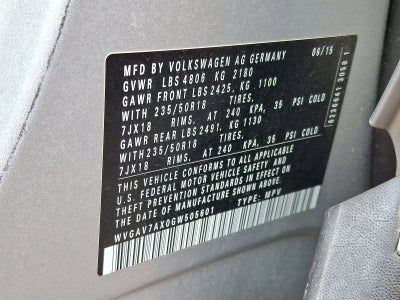 MFD BY VOLKSWAGEN AG GERMANY 06/15
GVWR LBS 4806 KG 2180
GAWR FRONT LBS 2425, KG 1100
WITH 235/50R18 TIRES,
7JX18 RIMS, AT 240 KPA, 35 PSI COLD
GAWR REAR LBS 2491, KG 1130
WITH 235/50R18 TIRES,
7JX18 RIMS, AT 240 KPA, 35 PSI COLD
THIS VEHICLE CONFORMS TO ALL APPLICABLE
U.S. FEDERAL MOTOR VEHICLE SAFETY, BUMPER, AND
THEFT PREVENTION STANDARDS IN EFFECT ON
THE DATE OF MANUFACTURE SHOWN ABOVE.
WVGAV7AX0GW505601 TYPE: MPV